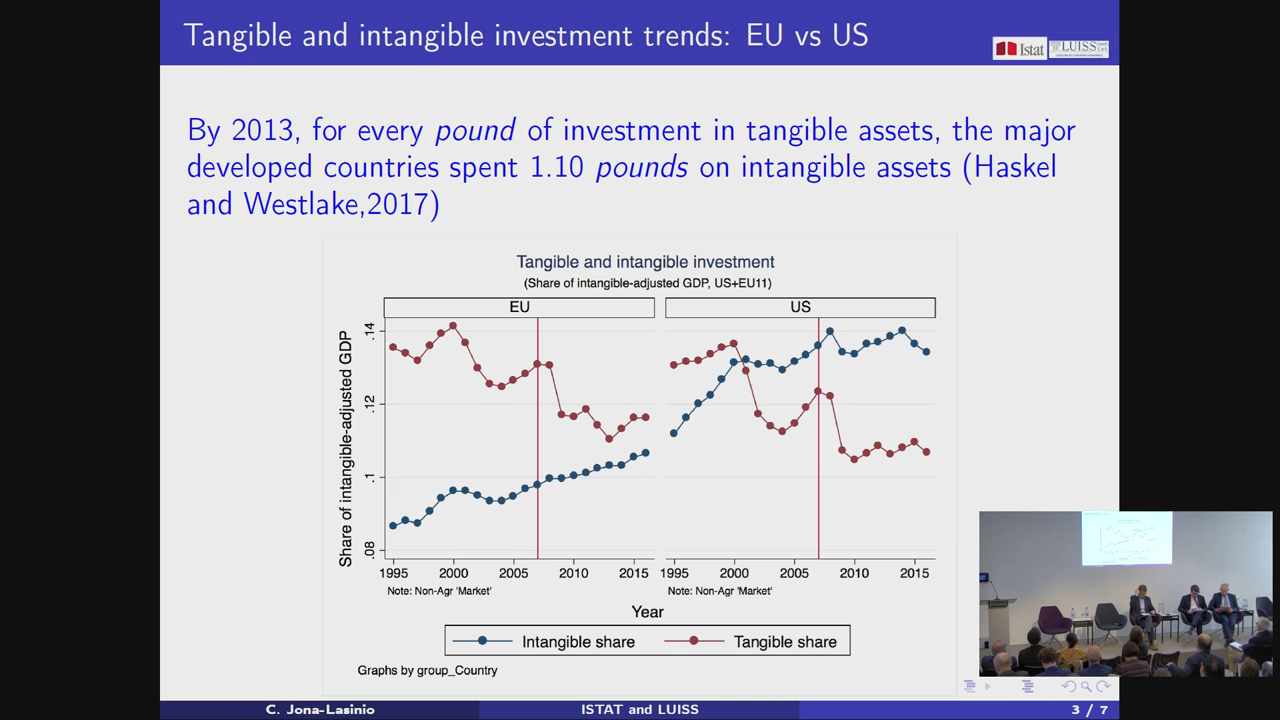 Tangible and intangible investment trends: EU vs US
Istat
LUISS
By 2013, for every pound of investment in tangible assets, the major
developed countries spent 1.10 pounds on intangible assets (Haskel
and Westlake,2017)
Tangible and intangible investment
(Share of intangible-adjusted GDP, US+EU11)
EU
US
Share of intangible-adjusted GDP
.14
.12
.1
.08
1995 2000 2005 2010 2015
1995 2000 2005 2010 2015
Note: Non-Agr 'Market'
Note: Non-Agr 'Market'
Year
Intangible share
Tangible share
Graphs by group_Country
C. Jona-Lasinio
ISTAT and LUISS
3 / 7